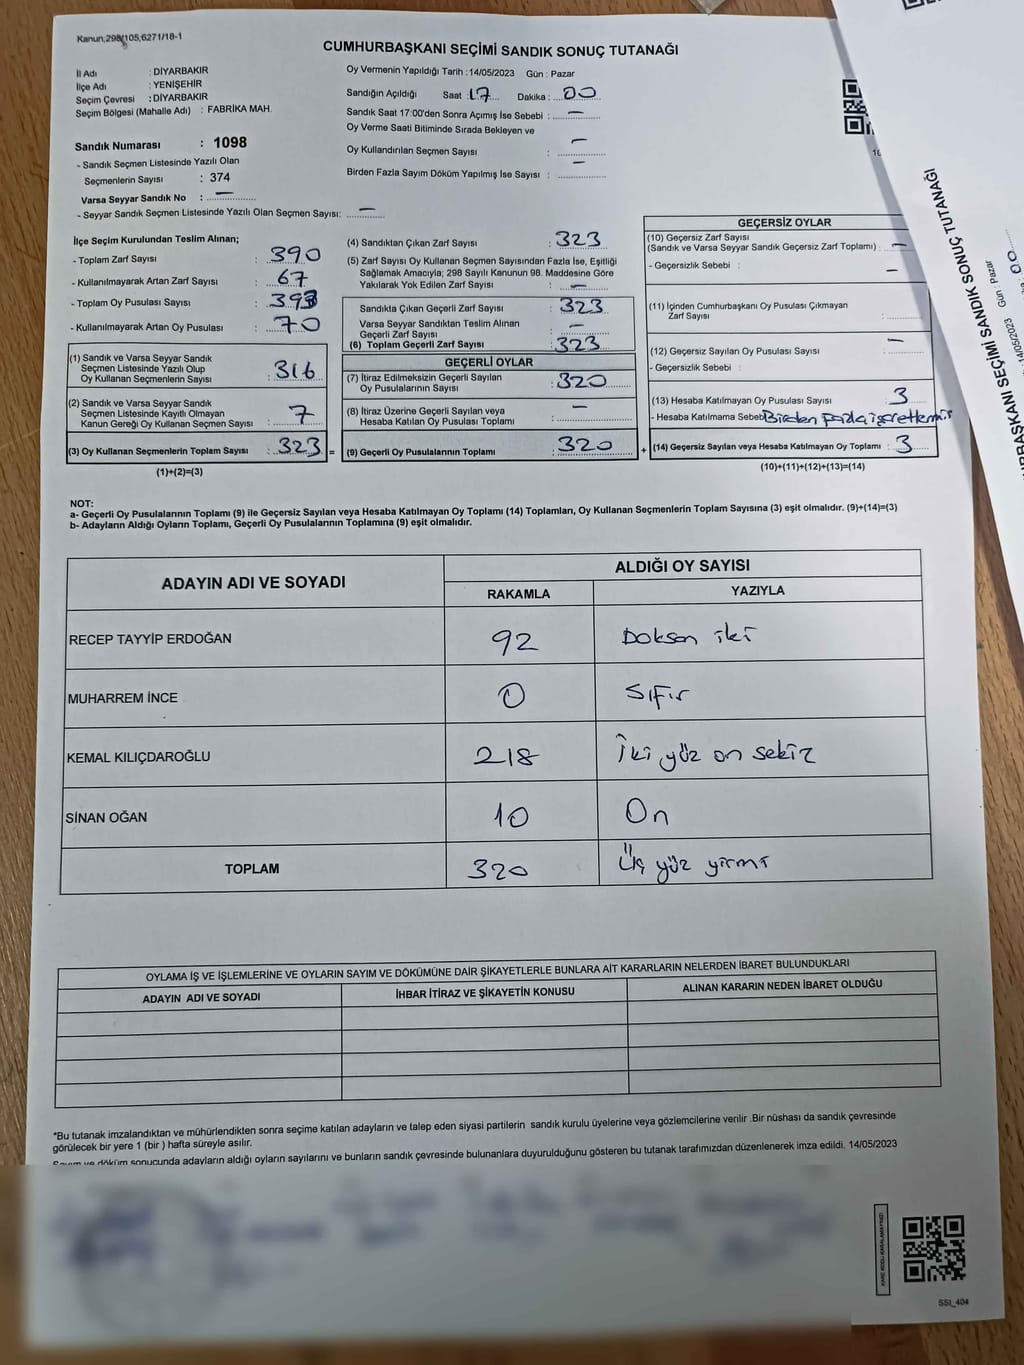 Kanun,298/105,6271/18-1
CUMHURBAŞKANI SEÇİMİ SANDIK SONUÇ TUTANAĞI
İl Adı : DİYARBAKIR
İlçe Adı : YENİŞEHİR
Seçim Çevresi : DİYARBAKIR
Seçim Bölgesi (Mahalle Adı) : FABRİKA MAH.
Sandık Numarası : 1098
- Sandık Seçmen Listesinde Yazılı Olan
Seçmenlerin Sayısı : 374
Varsa Seyyar Sandık No : —
- Seyyar Sandık Seçmen Listesinde Yazılı Olan Seçmen Sayısı: —
Oy Vermenin Yapıldığı Tarih :14/05/2023 Gün : Pazar
Sandığın Açıldığı Saat : 17 Dakika : 00
Sandık Saat 17:00'den Sonra Açımış İse Sebebi : —
Oy Verme Saati Bitiminde Sırada Bekleyen ve
Oy Kullandırılan Seçmen Sayısı : —
Birden Fazla Sayım Döküm Yapılmış İse Sayısı : —
İlçe Seçim Kurulundan Teslim Alınan;
- Toplam Zarf Sayısı : 390
- Kullanılmayarak Artan Zarf Sayısı : 67
- Toplam Oy Pusulası Sayısı : 393
- Kullanılmayarak Artan Oy Pusulası : 70
(1) Sandık ve Varsa Seyyar Sandık
Seçmen Listesinde Yazılı Olup
Oy Kullanan Seçmenlerin Sayısı : 316
(2) Sandık ve Varsa Seyyar Sandık
Seçmen Listesinde Kayıtlı Olmayan
Kanun Gereği Oy Kullanan Seçmen Sayısı : 7
(3) Oy Kullanan Seçmenlerin Toplam Sayısı : 323 =
(1)+(2)=(3)
(4) Sandıktan Çıkan Zarf Sayısı : 323
(5) Zarf Sayısı Oy Kullanan Seçmen Sayısından Fazla İse, Eşitliği
Sağlamak Amacıyla; 298 Sayılı Kanunun 98. Maddesine Göre
Yakılarak Yok Edilen Zarf Sayısı : —
Sandıkta Çıkan Geçerli Zarf Sayısı : 323
Varsa Seyyar Sandıktan Teslim Alınan
Geçerli Zarf Sayısı : —
(6) Toplam Geçerli Zarf Sayısı : 323
GEÇERLİ OYLAR
(7) İtiraz Edilmeksizin Geçerli Sayılan
Oy Pusulalarının Sayısı : 320
(8) İtiraz Üzerine Geçerli Sayılan veya
Hesaba Katılan Oy Pusulası Toplamı : —
(9) Geçerli Oy Pusulalarının Toplamı : 320 +
GEÇERSİZ OYLAR
(10) Geçersiz Zarf Sayısı
(Sandık ve Varsa Seyyar Sandık Geçersiz Zarf Toplamı) : —
- Geçersizlik Sebebi : —
(11) İçinden Cumhurbaşkanı Oy Pusulası Çıkmayan
Zarf Sayısı :
(12) Geçersiz Sayılan Oy Pusulası Sayısı : —
- Geçersizlik Sebebi :
(13) Hesaba Katılmayan Oy Pusulası Sayısı : 3
- Hesaba Katılmama Sebebi Birden fazla işaretlemir
(14) Geçersiz Sayılan veya Hesaba Katılmayan Oy Toplamı : 3
(10)+(11)+(12)+(13)=(14)
NOT:
a- Geçerli Oy Pusulalarının Toplamı (9) ile Geçersiz Sayılan veya Hesaba Katılmayan Oy Toplamı (14) Toplamları, Oy Kullanan Seçmenlerin Toplam Sayısına (3) eşit olmalıdır. (9)+(14)=(3)
b- Adayların Aldığı Oyların Toplamı, Geçerli Oy Pusulalarının Toplamına (9) eşit olmalıdır.
ADAYIN ADI VE SOYADI ALDIĞI OY SAYISI
RAKAMLA YAZIYLA
RECEP TAYYİP ERDOĞAN 92 Doksan iki
MUHARREM İNCE 0 Sıfır
KEMAL KILIÇDAROĞLU 218 İki yüz on sekiz
SİNAN OĞAN 10 On
TOPLAM 320 Üç yüz yirmi
OYLAMA İŞ VE İŞLEMLERİNE VE OYLARIN SAYIM VE DÖKÜMÜNE DAİR ŞİKAYETLERLE BUNLARA AİT KARARLARIN NELERDEN İBARET BULUNDUKLARI
ADAYIN ADI VE SOYADI İHBAR İTİRAZ VE ŞİKAYETİN KONUSU ALINAN KARARIN NEDEN İBARET OLDUĞU
*Bu tutanak imzalandıktan ve mühürlendikten sonra seçime katılan adayların ve talep eden siyasi partilerin sandık kurulu üyelerine veya gözlemcilerine verilir .Bir nüshası da sandık çevresinde
görülecek bir yere 1 (bir ) hafta süreyle asılır.
Sayım ve döküm sonucunda adayların aldığı oyların sayılarını ve bunların sandık çevresinde bulunanlara duyurulduğunu gösteren bu tutanak tarafımızdan düzenlenerek imza edildi. 14/05/2023
KARE KODU KARALAMAYINIZ!
SSI_404
SEÇİMİ SANDIK SONUÇ TUTANAĞI
14/05/2023 Gün : Pazar
00